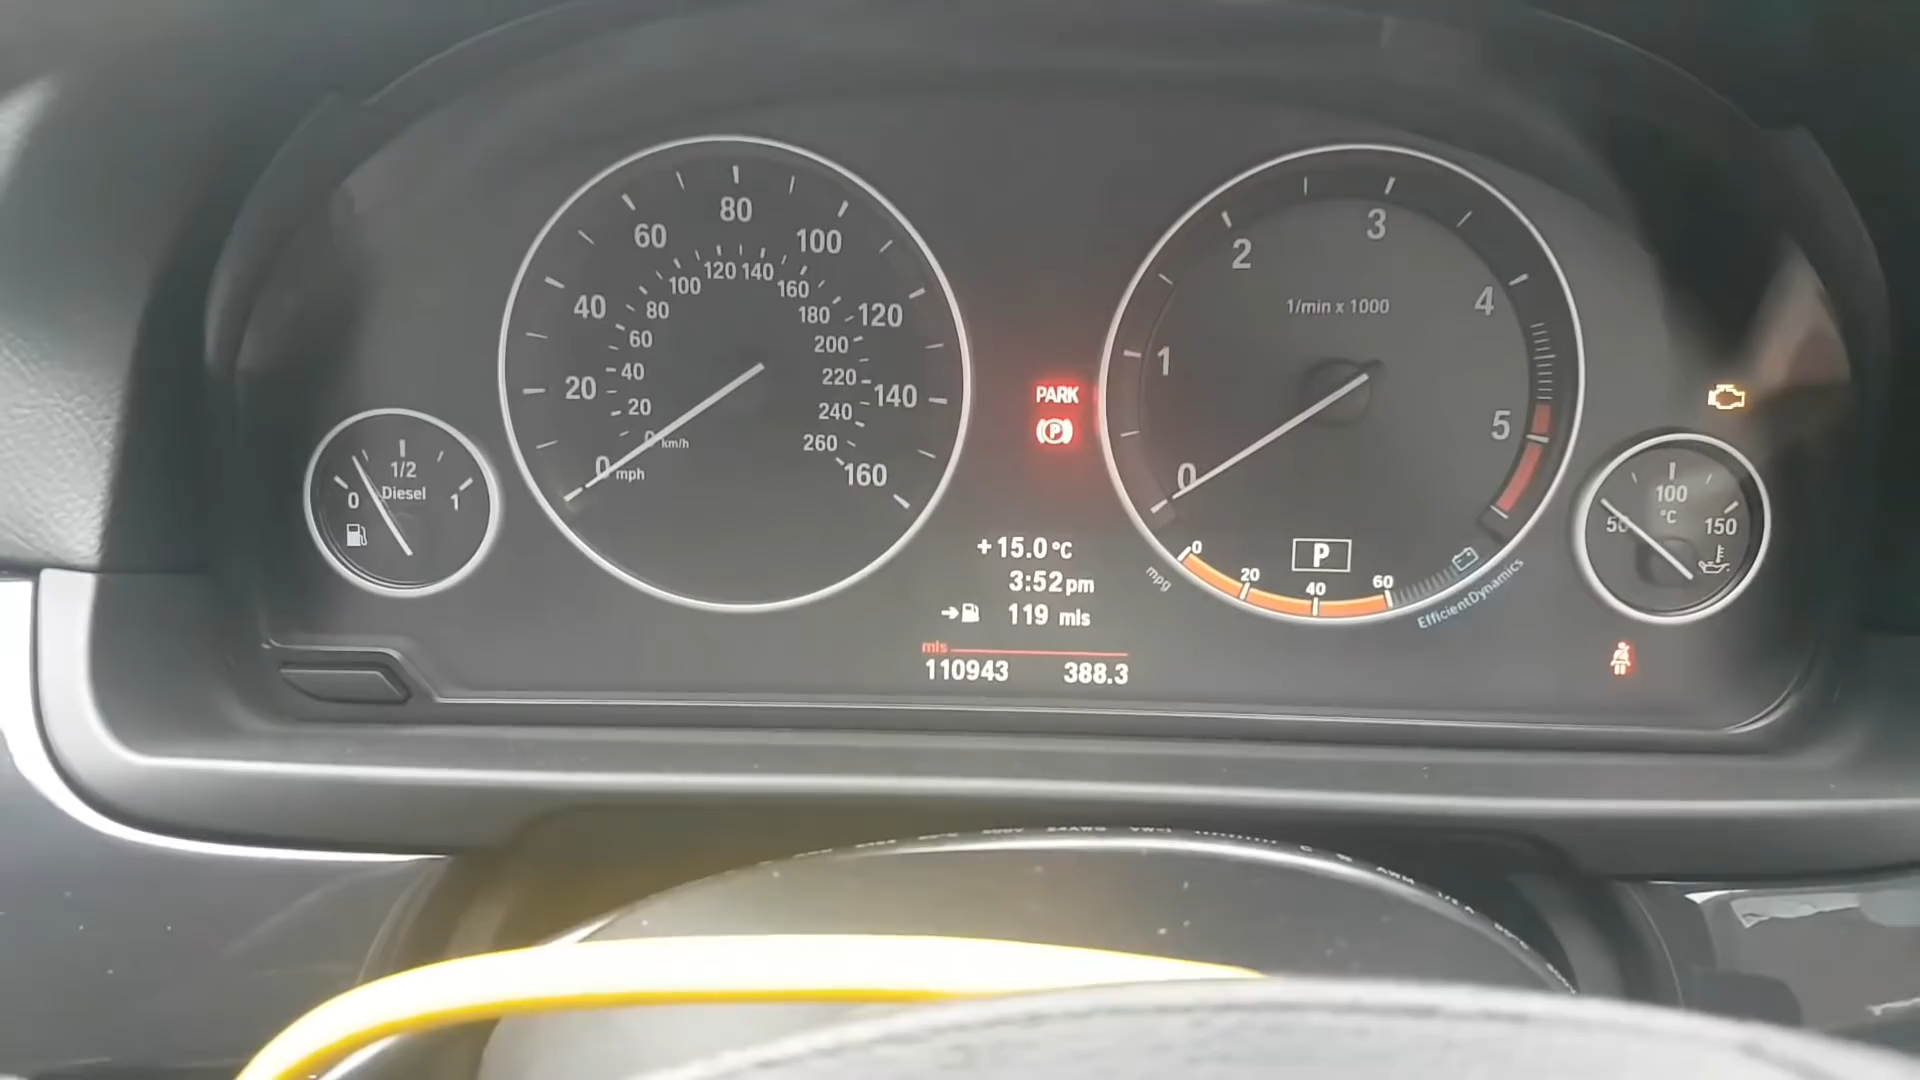 80
60
100
40
120
20
140
0 mph
160
120 140
100
160
80
180
60
200
40
220
20
240
0 km/h
260
1/2
0
1
Diesel
PARK
P
+15.0°C
3:52pm
119 mls
mls
110943 388.3
3
2
4
1/min x 1000
1
5
0
P
0
20
40
60
mpg
EfficientDynamics
100
°C
50
150